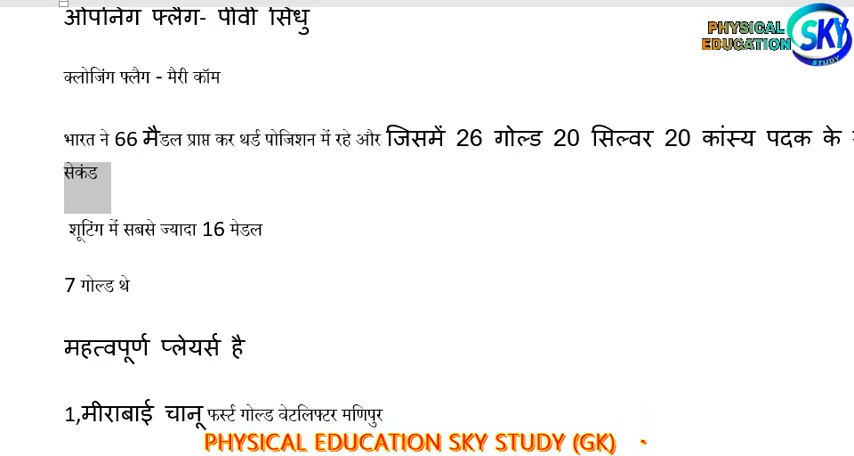 ओपनिंग फ्लैग- पीवी सिंधु
PHYSICAL
EDUCATION
SKY
STUDY
क्लोजिंग फ्लैग - मैरी कॉम
भारत ने 66 मैडल प्राप्त कर थर्ड पोजिशन में रहे और जिसमें 26 गोल्ड 20 सिल्वर 20 कांस्य पदक के
सेकंड
शूटिंग में सबसे ज्यादा 16 मेडल
7 गोल्ड थे
महत्वपूर्ण प्लेयर्स है
1,मीराबाई चानू फर्स्ट गोल्ड वेटलिफ्टर मणिपुर
PHYSICAL EDUCATION SKY STUDY (GK)